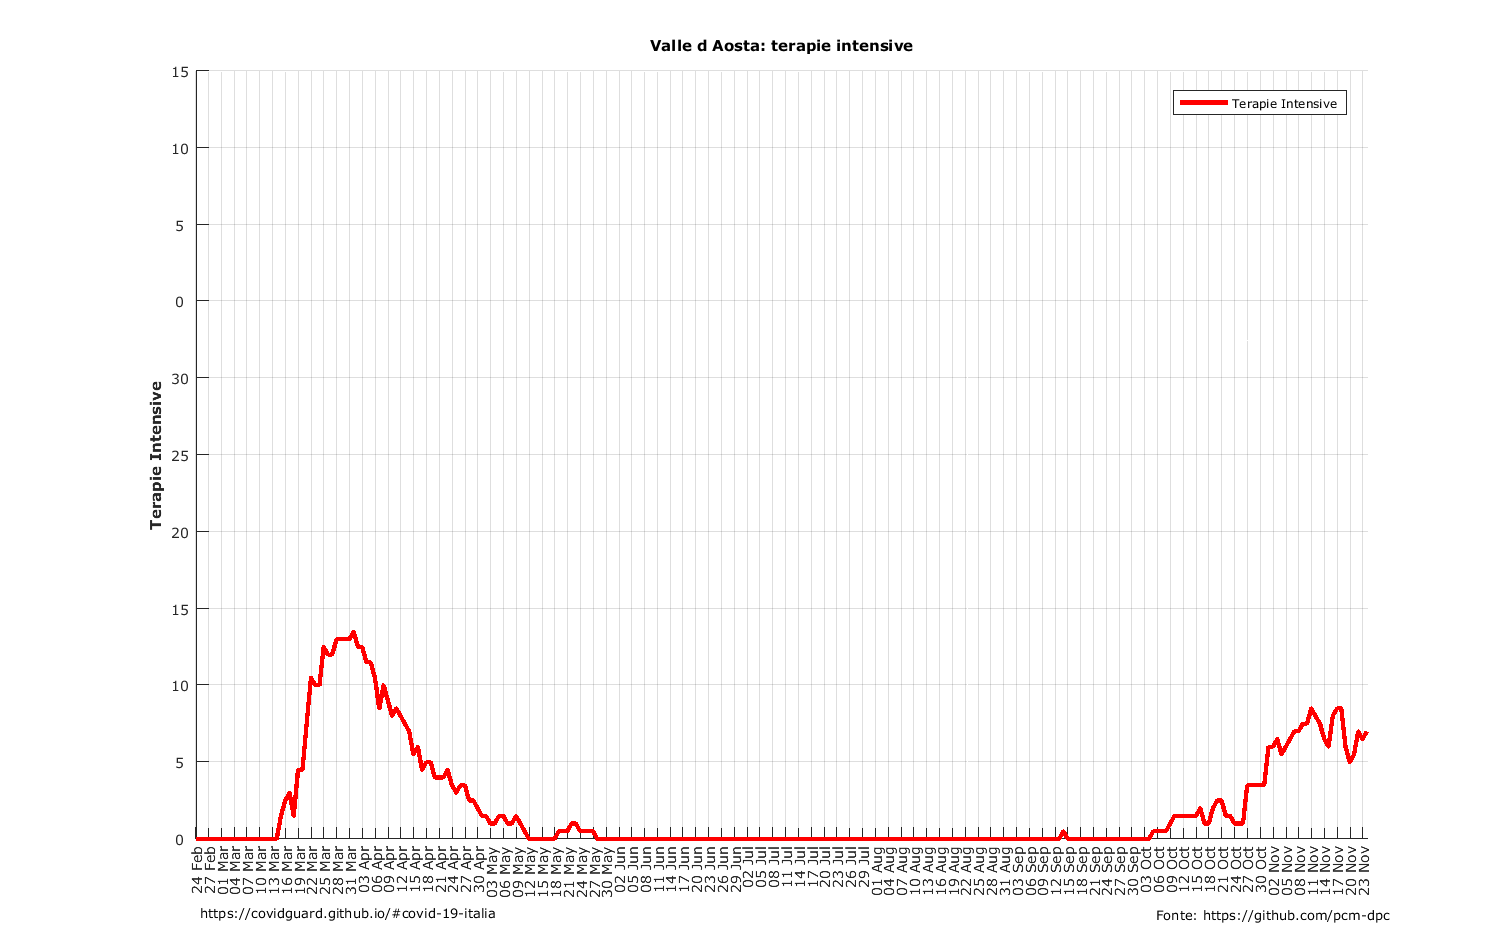 Valle d Aosta: terapie intensive
Terapie Intensive
15
10
5
0
30
25
20
15
10
5
0
Terapie Intensive
24 Feb
27 Feb
01 Mar
04 Mar
07 Mar
10 Mar
13 Mar
16 Mar
19 Mar
22 Mar
25 Mar
28 Mar
31 Mar
03 Apr
06 Apr
09 Apr
12 Apr
15 Apr
18 Apr
21 Apr
24 Apr
27 Apr
30 Apr
03 May
06 May
09 May
12 May
15 May
18 May
21 May
24 May
27 May
30 May
02 Jun
05 Jun
08 Jun
11 Jun
14 Jun
17 Jun
20 Jun
23 Jun
26 Jun
29 Jun
02 Jul
05 Jul
08 Jul
11 Jul
14 Jul
17 Jul
20 Jul
23 Jul
26 Jul
29 Jul
01 Aug
04 Aug
07 Aug
10 Aug
13 Aug
16 Aug
19 Aug
22 Aug
25 Aug
28 Aug
31 Aug
03 Sep
06 Sep
09 Sep
12 Sep
15 Sep
18 Sep
21 Sep
24 Sep
27 Sep
30 Sep
03 Oct
06 Oct
09 Oct
12 Oct
15 Oct
18 Oct
21 Oct
24 Oct
27 Oct
30 Oct
02 Nov
05 Nov
08 Nov
11 Nov
14 Nov
17 Nov
20 Nov
23 Nov
https://covidguard.github.io/#covid-19-italia
Fonte: https://github.com/pcm-dpc